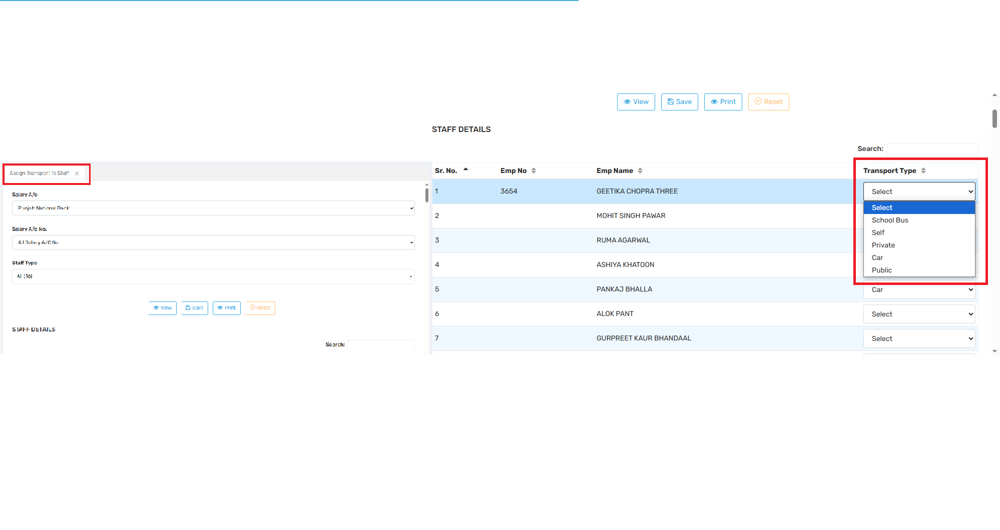 Assign Transport To Staff
Salary A/c
Punjab National Bank
Salary A/c No.
All Salary A/C No.
Staff Type
All (16)
View Save Print Reset
STAFF DETAILS
Search:
View Save Print Reset
STAFF DETAILS
Search:
Sr. No. Emp No Emp Name Transport Type
1 3654 GEETIKA CHOPRA THREE Select
Select
2 MOHIT SINGH PAWAR
School Bus
Self
3 RUMA AGARWAL
Private
Car
4 ASHIYA KHATOON
Public
5 PANKAJ BHALLA Car
6 ALOK PANT Select
7 GURPREET KAUR BHANDAAL Select